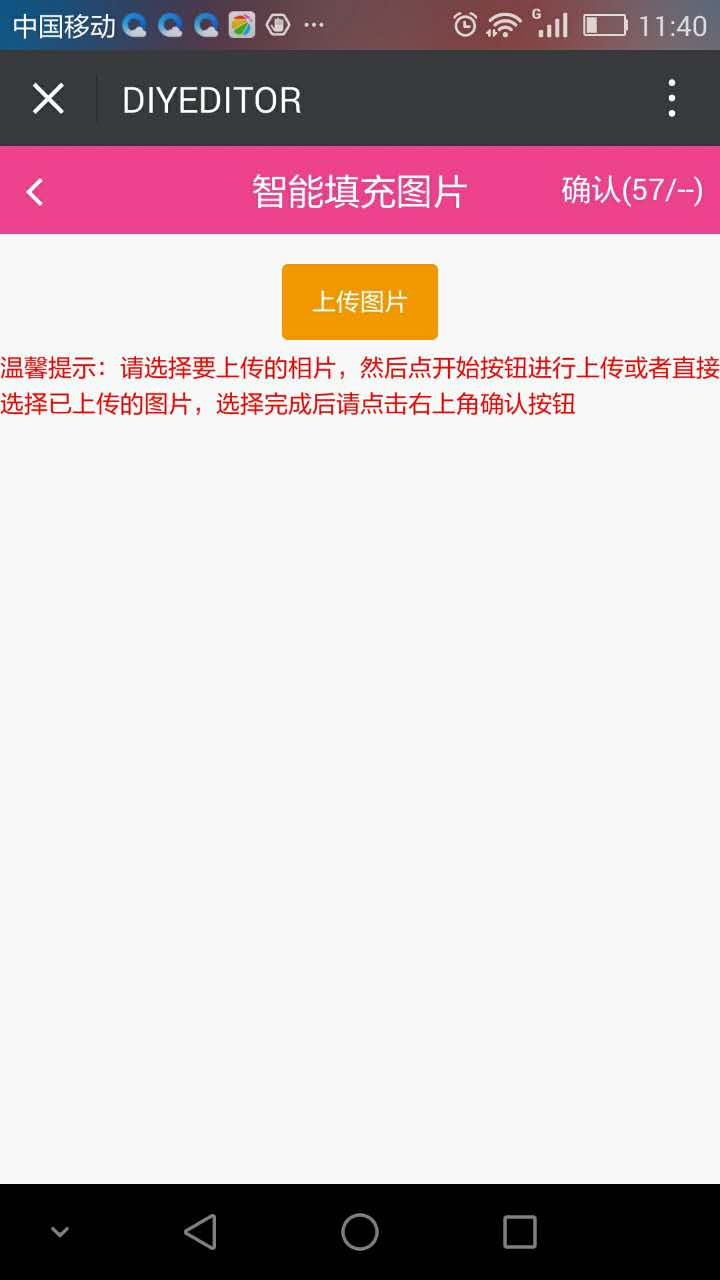 中国移动 G 11:40
DIYEDITOR
智能填充图片 确认(57/--)
上传图片
温馨提示：请选择要上传的相片，然后点开始按钮进行上传或者直接
选择已上传的图片，选择完成后请点击右上角确认按钮